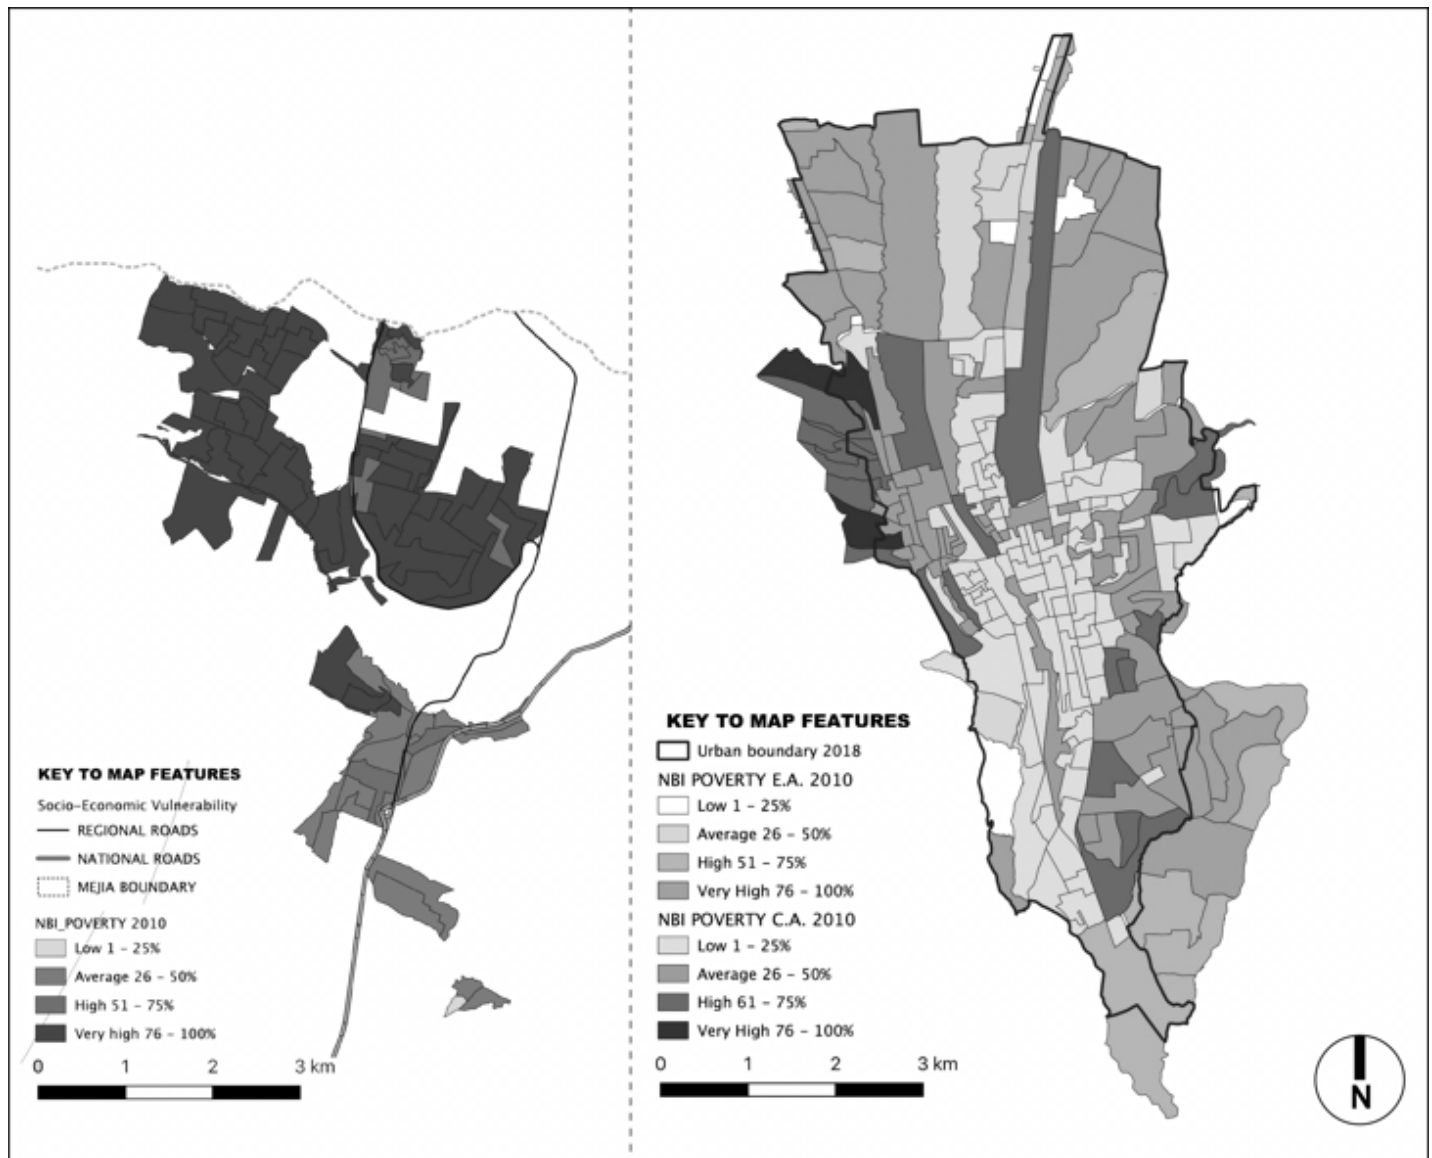 KEY TO MAP FEATURES
Socio-Economic Vulnerability
REGIONAL ROADS
NATIONAL ROADS
MEJIA BOUNDARY
NBI_POVERTY 2010
Low 1 - 25%
Average 26 - 50%
High 51 - 75%
Very high 76 - 100%
0 1 2 3 km
KEY TO MAP FEATURES
Urban boundary 2018
NBI POVERTY E.A. 2010
Low 1 - 25%
Average 26 - 50%
High 51 - 75%
Very High 76 - 100%
NBI POVERTY C.A. 2010
Low 1 - 25%
Average 26 - 50%
High 61 - 75%
Very High 76 - 100%
0 1 2 3 km
N